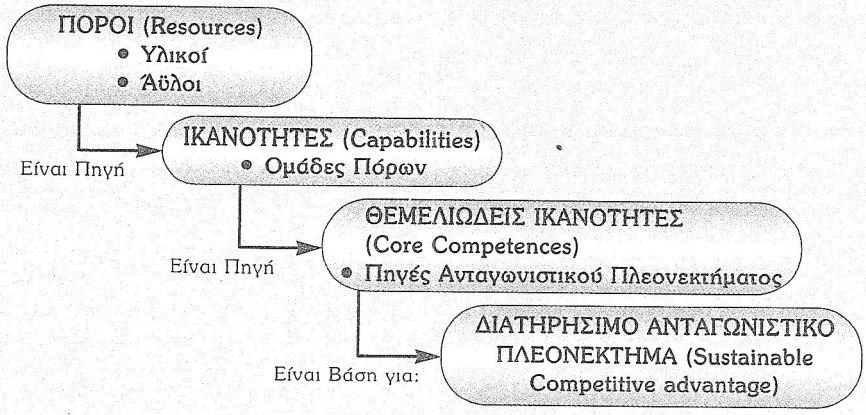 ΠΟΡΟΙ (Resources)
● Υλικοί
● Άϋλοι
Είναι Πηγή
ΙΚΑΝΟΤΗΤΕΣ (Capabilities)
● Ομάδες Πόρων
Είναι Πηγή
ΘΕΜΕΛΙΩΔΕΙΣ ΙΚΑΝΟΤΗΤΕΣ
(Core Competences)
● Πηγές Ανταγωνιστικού Πλεονεκτήματος
Είναι Βάση για:
ΔΙΑΤΗΡΗΣΙΜΟ ΑΝΤΑΓΩΝΙΣΤΙΚΟ
ΠΛΕΟΝΕΚΤΗΜΑ (Sustainable
Competitive advantage)